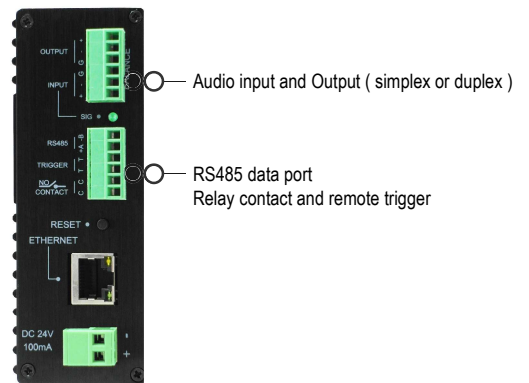 OUTPUT + - G
INPUT G - +
SIG
Audio input and Output ( simplex or duplex )
RS485 +A -B
TRIGGER T T
NO CONTACT C C
RS485 data port
Relay contact and remote trigger
RESET
ETHERNET
DC 24V
100mA
-
+